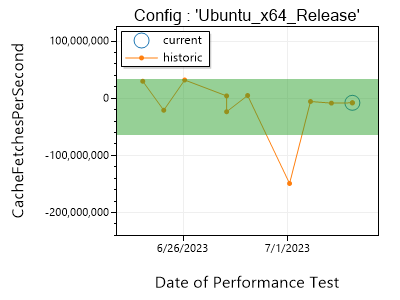 Config : 'Ubuntu_x64_Release'
current
historic
100,000,000
0
-100,000,000
-200,000,000
CacheFetchesPerSecond
6/26/2023
7/1/2023
Date of Performance Test